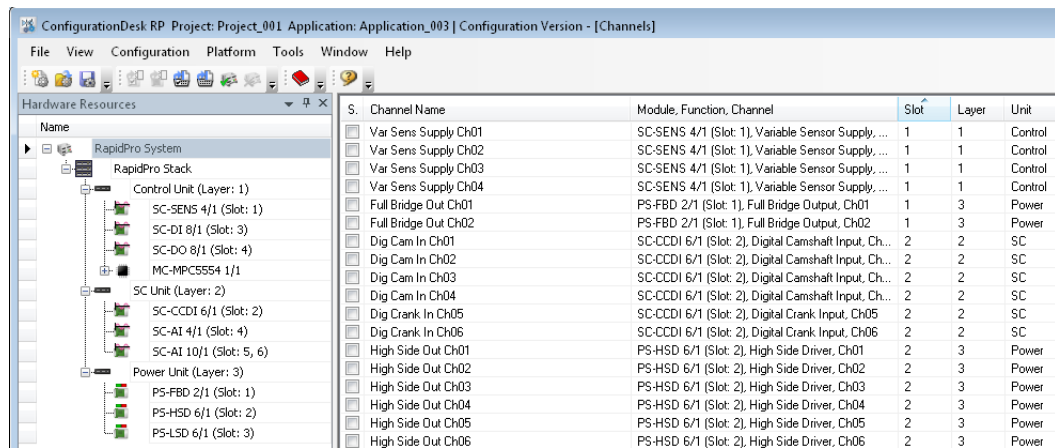 ConfigurationDesk RP Project: Project_001 Application: Application_003 | Configuration Version - [Channels]
File View Configuration Platform Tools Window Help
Hardware Resources
Name
RapidPro System
RapidPro Stack
Control Unit (Layer: 1)
SC-SENS 4/1 (Slot: 1)
SC-DI 8/1 (Slot: 3)
SC-DO 8/1 (Slot: 4)
MC-MPC5554 1/1
SC Unit (Layer: 2)
SC-CCDI 6/1 (Slot: 2)
SC-AI 4/1 (Slot: 4)
SC-AI 10/1 (Slot: 5, 6)
Power Unit (Layer: 3)
PS-FBD 2/1 (Slot: 1)
PS-HSD 6/1 (Slot: 2)
PS-LSD 6/1 (Slot: 3)
S. Channel Name Module, Function, Channel Slot Layer Unit
Var Sens Supply Ch01 SC-SENS 4/1 (Slot: 1), Variable Sensor Supply, ... 1 1 Control
Var Sens Supply Ch02 SC-SENS 4/1 (Slot: 1), Variable Sensor Supply, ... 1 1 Control
Var Sens Supply Ch03 SC-SENS 4/1 (Slot: 1), Variable Sensor Supply, ... 1 1 Control
Var Sens Supply Ch04 SC-SENS 4/1 (Slot: 1), Variable Sensor Supply, ... 1 1 Control
Full Bridge Out Ch01 PS-FBD 2/1 (Slot: 1), Full Bridge Output, Ch01 1 3 Power
Full Bridge Out Ch02 PS-FBD 2/1 (Slot: 1), Full Bridge Output, Ch02 1 3 Power
Dig Cam In Ch01 SC-CCDI 6/1 (Slot: 2), Digital Camshaft Input, Ch... 2 2 SC
Dig Cam In Ch02 SC-CCDI 6/1 (Slot: 2), Digital Camshaft Input, Ch... 2 2 SC
Dig Cam In Ch03 SC-CCDI 6/1 (Slot: 2), Digital Camshaft Input, Ch... 2 2 SC
Dig Cam In Ch04 SC-CCDI 6/1 (Slot: 2), Digital Camshaft Input, Ch... 2 2 SC
Dig Crank In Ch05 SC-CCDI 6/1 (Slot: 2), Digital Crank Input, Ch05 2 2 SC
Dig Crank In Ch06 SC-CCDI 6/1 (Slot: 2), Digital Crank Input, Ch06 2 2 SC
High Side Out Ch01 PS-HSD 6/1 (Slot: 2), High Side Driver, Ch01 2 3 Power
High Side Out Ch02 PS-HSD 6/1 (Slot: 2), High Side Driver, Ch02 2 3 Power
High Side Out Ch03 PS-HSD 6/1 (Slot: 2), High Side Driver, Ch03 2 3 Power
High Side Out Ch04 PS-HSD 6/1 (Slot: 2), High Side Driver, Ch04 2 3 Power
High Side Out Ch05 PS-HSD 6/1 (Slot: 2), High Side Driver, Ch05 2 3 Power
High Side Out Ch06 PS-HSD 6/1 (Slot: 2), High Side Driver, Ch06 2 3 Power